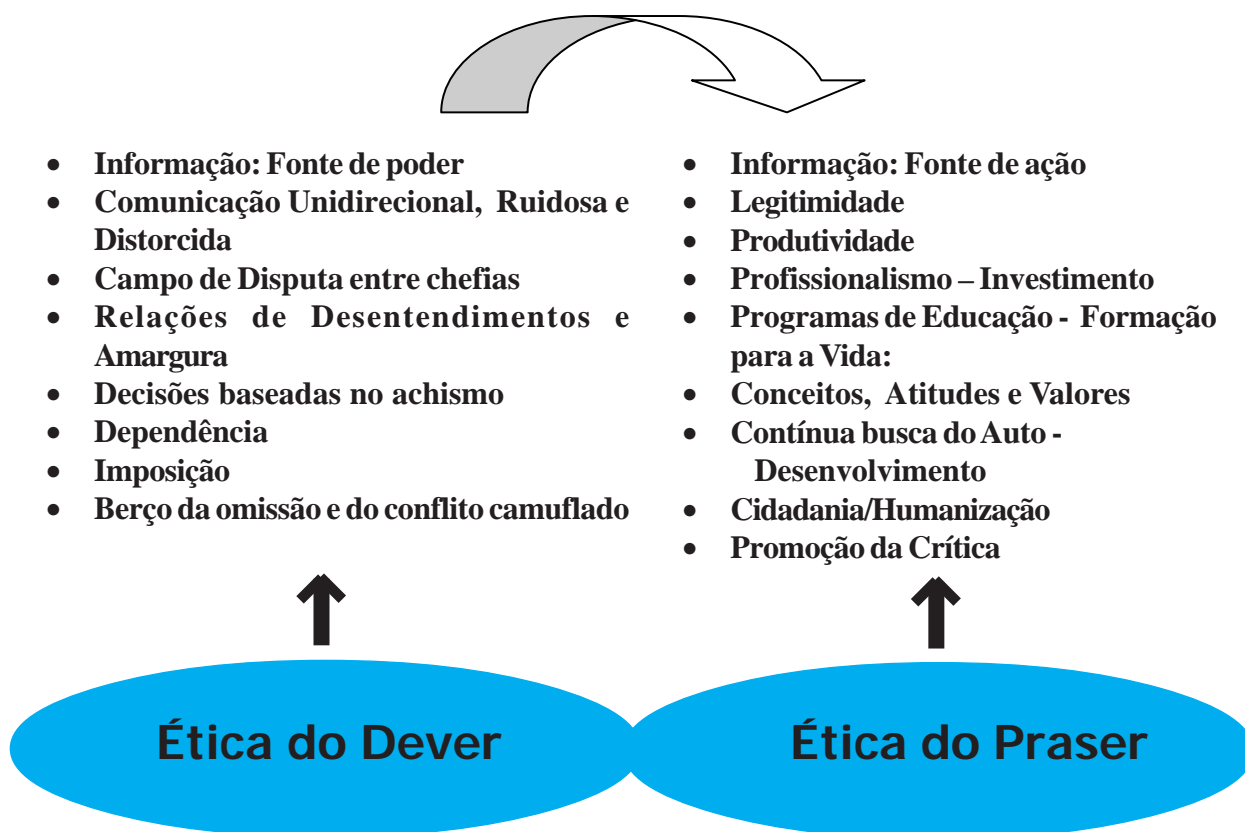 • Informação: Fonte de poder
• Comunicação Unidirecional, Ruidosa e
Distorcida
• Campo de Disputa entre chefias
• Relações de Desentendimentos e
Amargura
• Decisões baseadas no achismo
• Dependência
• Imposição
• Berço da omissão e do conflito camuflado
• Informação: Fonte de ação
• Legitimidade
• Produtividade
• Profissionalismo – Investimento
• Programas de Educação - Formação
para a Vida:
• Conceitos, Atitudes e Valores
• Contínua busca do Auto -
Desenvolvimento
• Cidadania/Humanização
• Promoção da Crítica
Ética do Dever
Ética do Praser